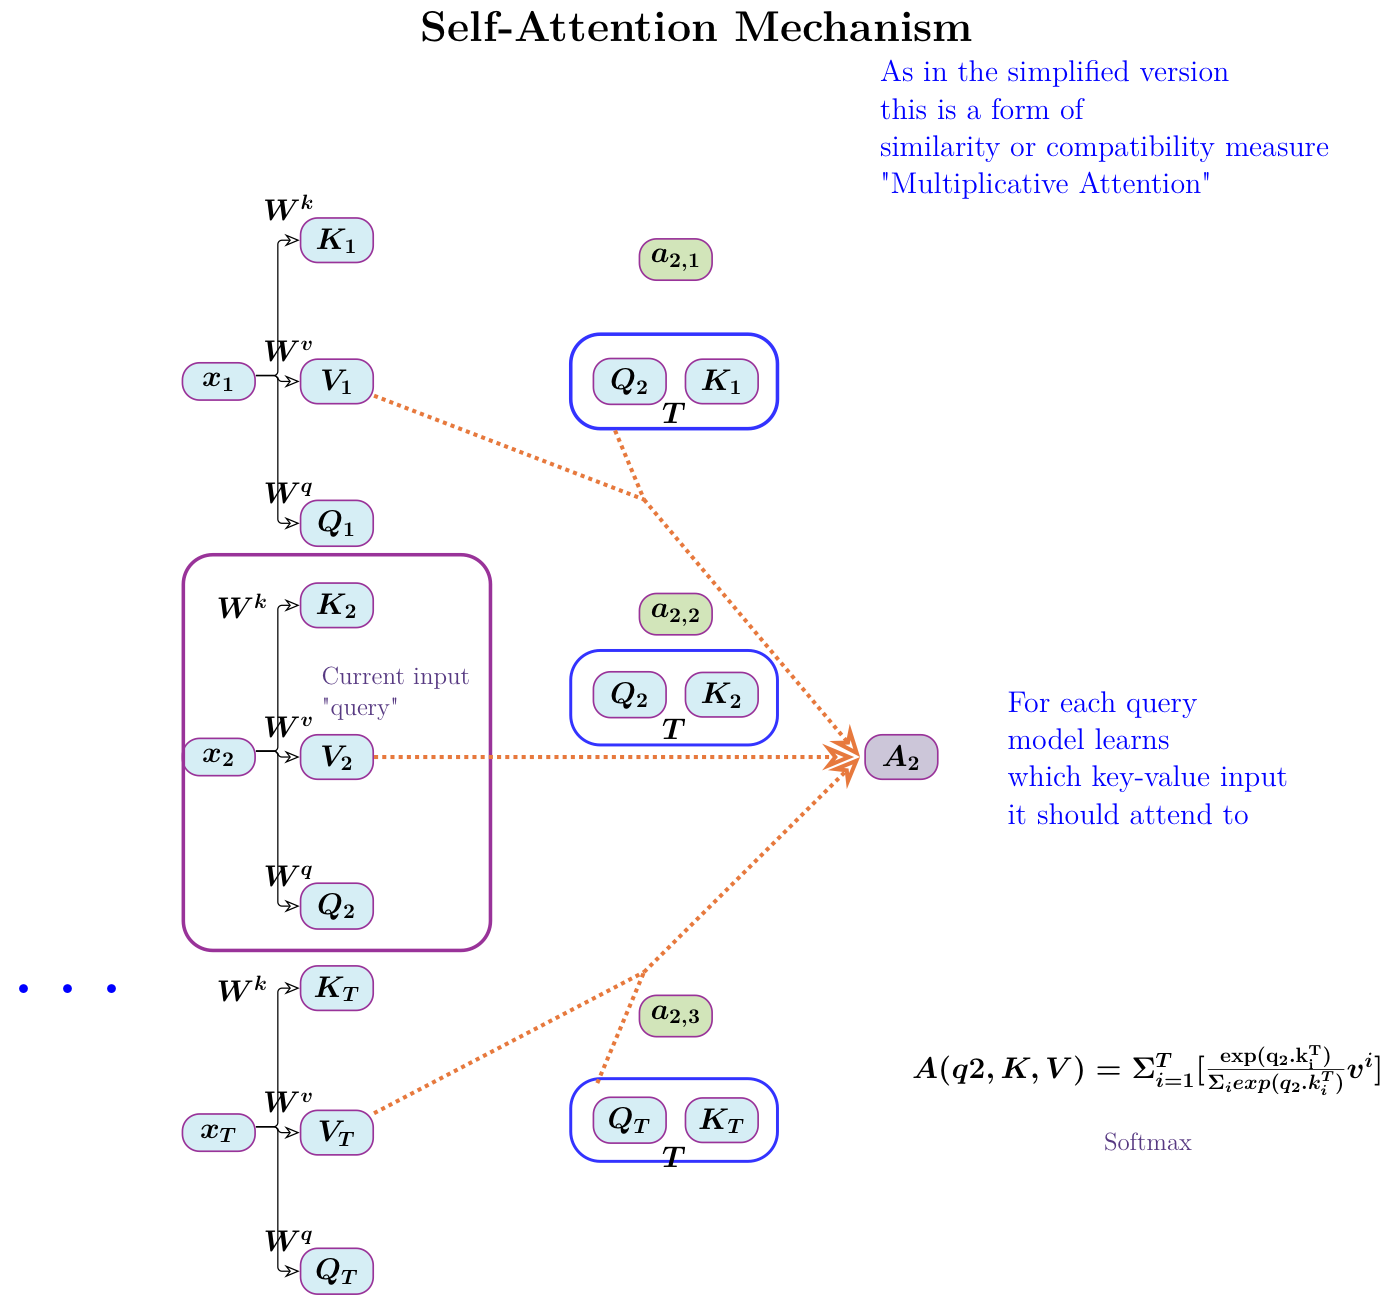 Self-Attention Mechanism
As in the simplified version
this is a form of
similarity or compatibility measure
"Multiplicative Attention"
W^k
K_1
a_{2,1}
W^v
x_1
V_1
Q_2 K_1
T
W^q
Q_1
W^k
K_2
a_{2,2}
Current input
"query"
Q_2 K_2
T
W^v
x_2
V_2
A_2
For each query
model learns
which key-value input
it should attend to
W^q
Q_2
. . .
W^k
K_T
a_{2,3}
W^v
x_T
V_T
Q_T K_T
T
A(q2, K, V) = Σ_{i=1}^T[\frac{exp(q_2.k_i^T)}{Σ_i exp(q_2.k_i^T)}v^i]
Softmax
W^q
Q_T